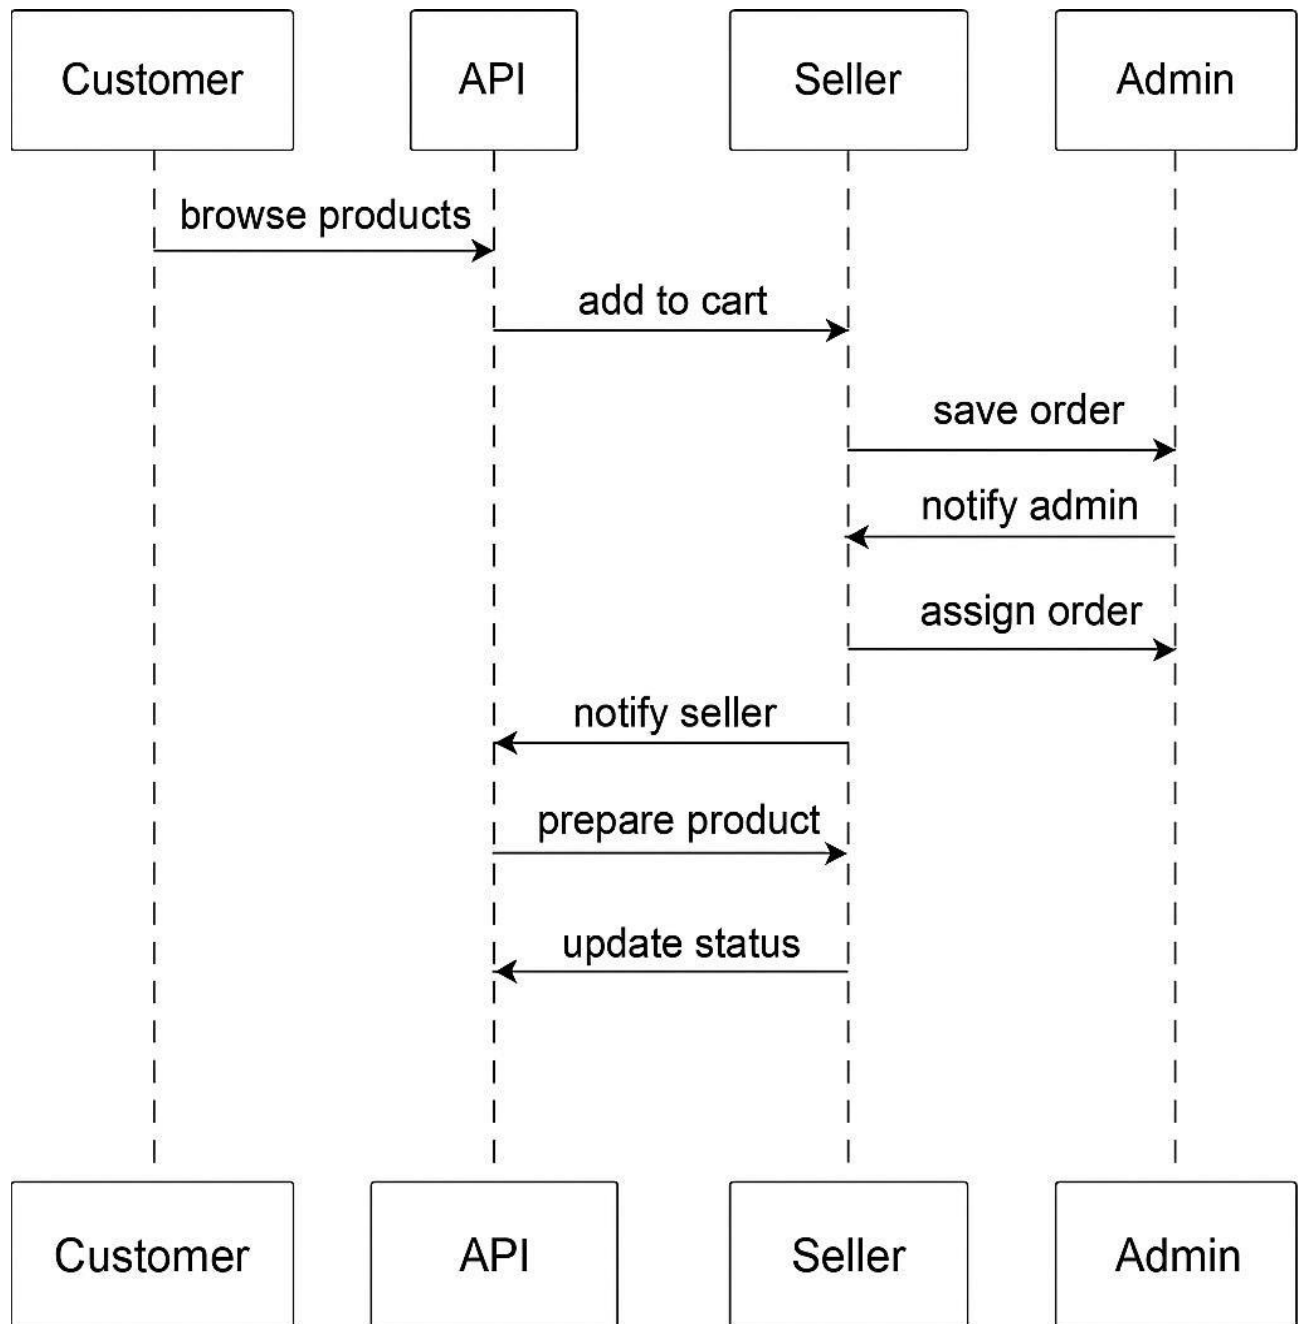 Customer
API
Seller
Admin
browse products
add to cart
save order
notify admin
assign order
notify seller
prepare product
update status
Customer
API
Seller
Admin